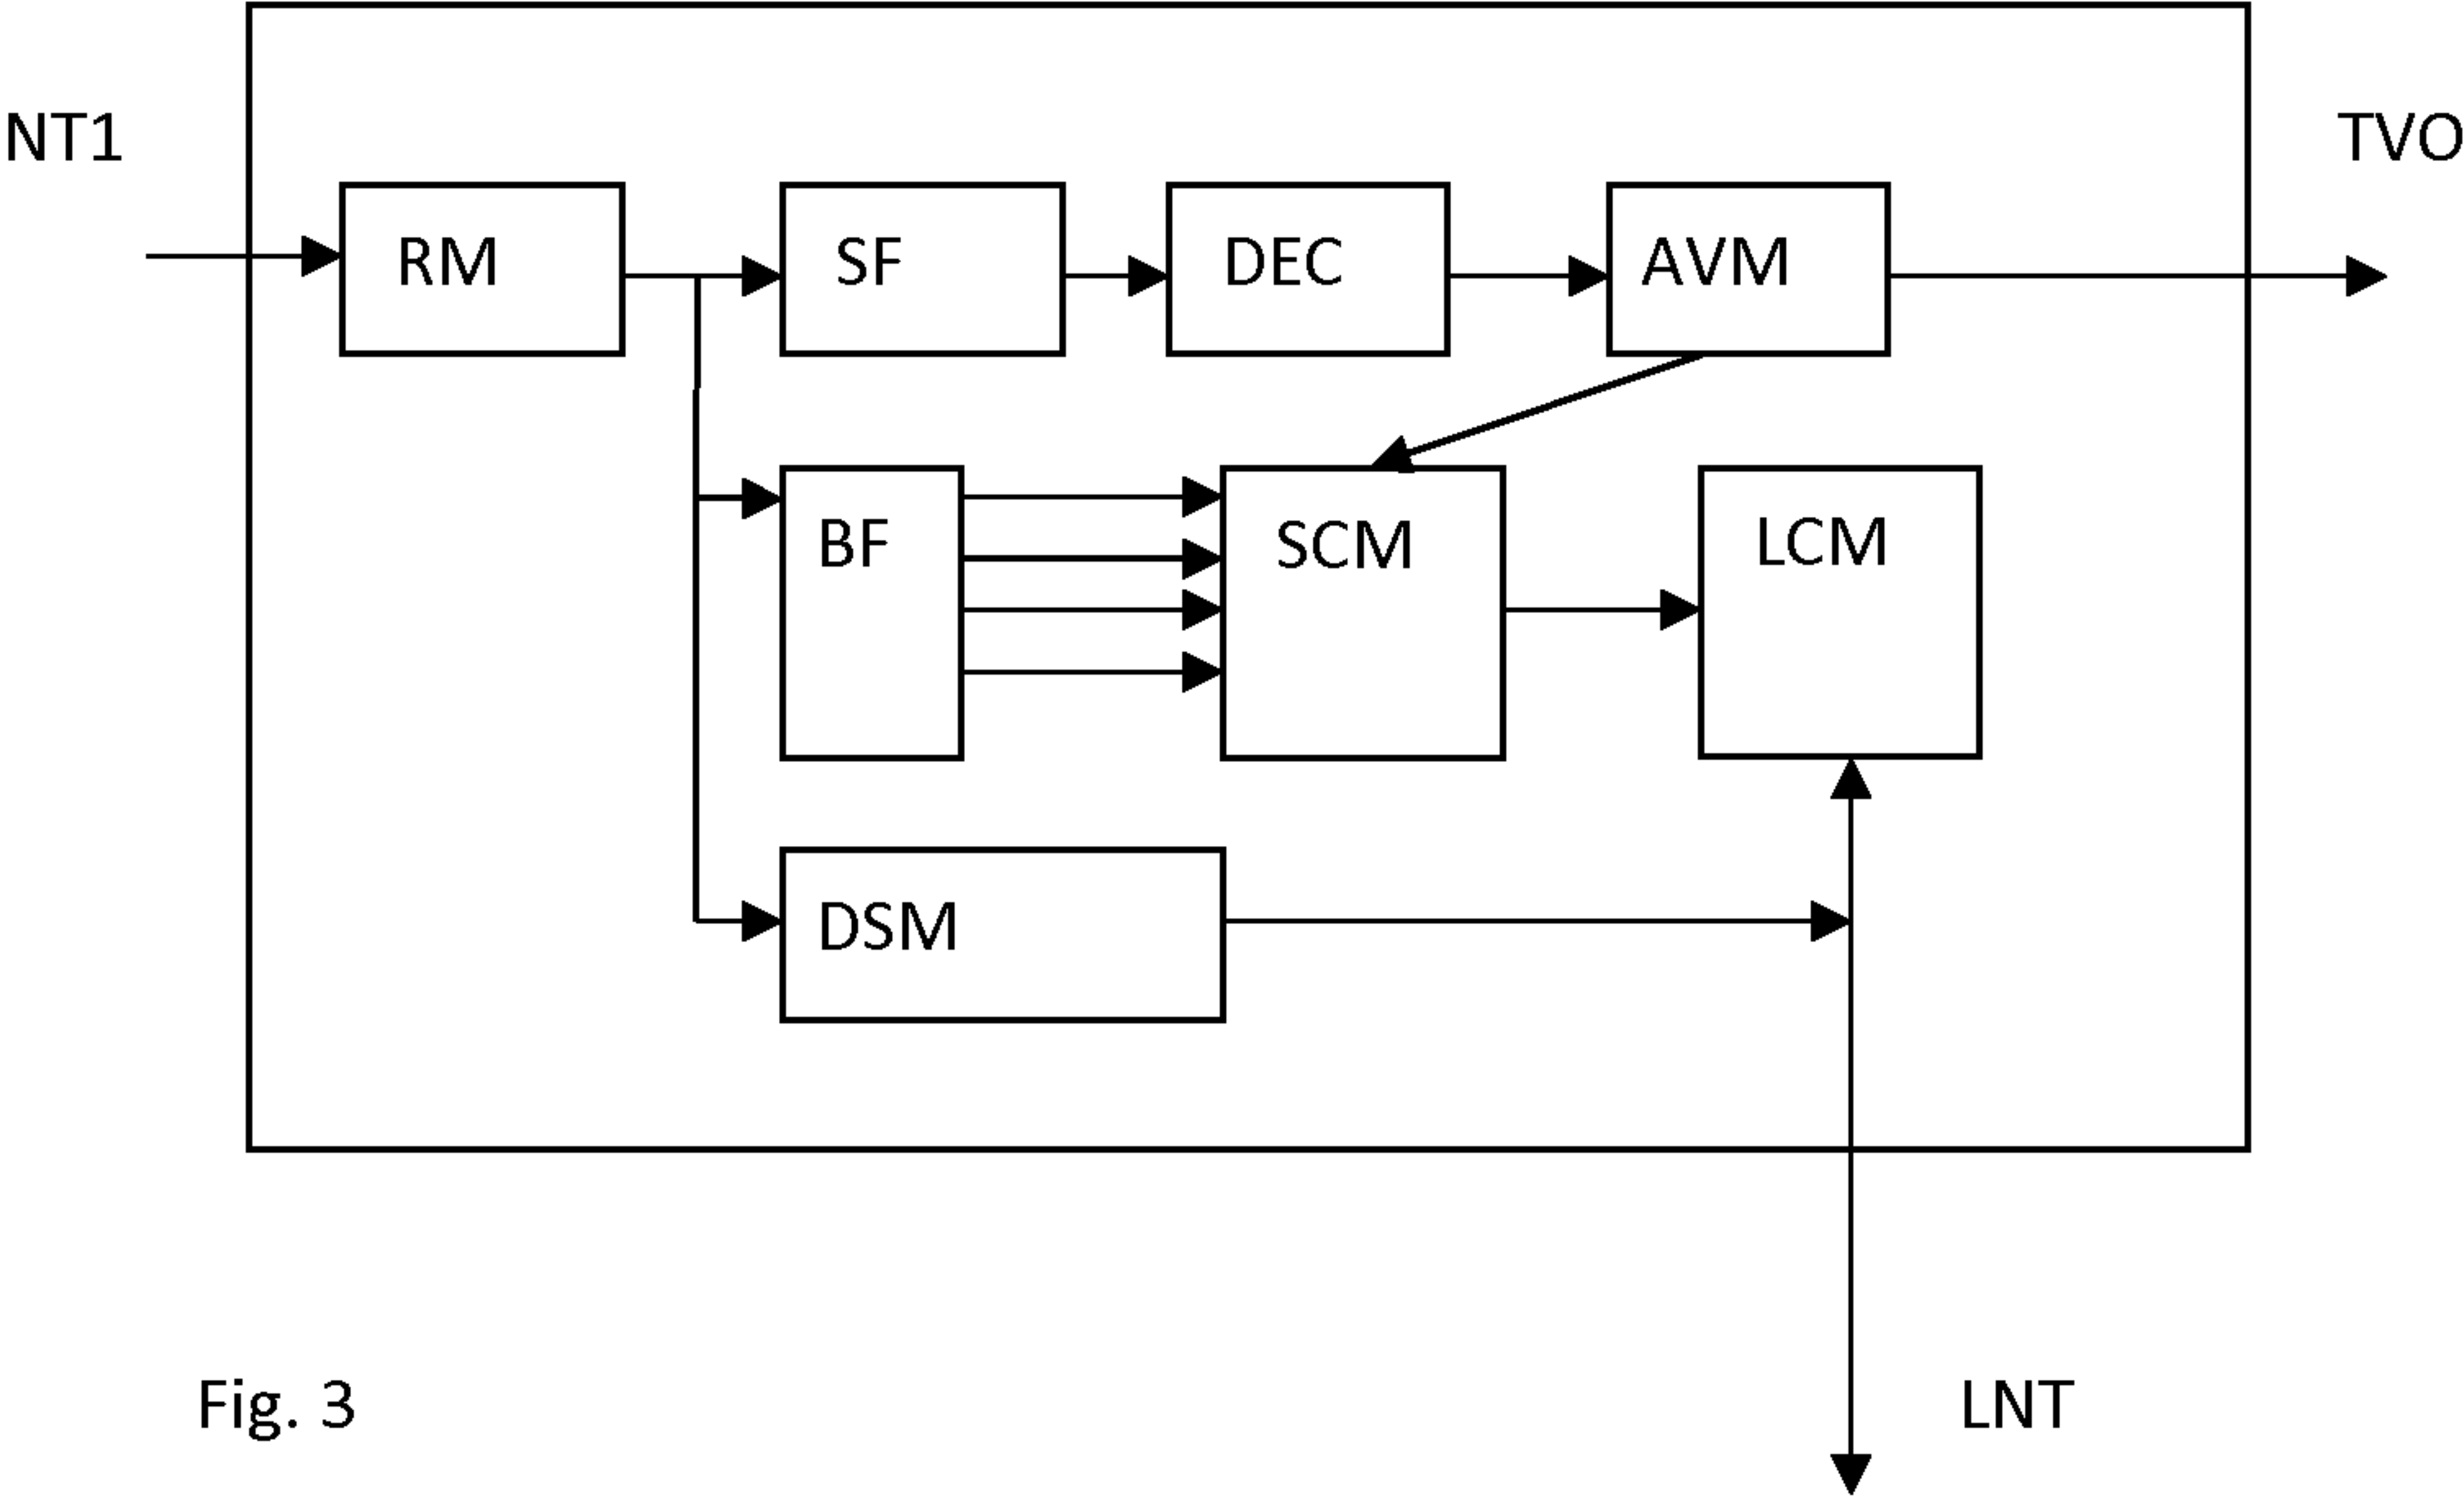 NT1
TVO
RM
SF
DEC
AVM
BF
SCM
LCM
DSM
Fig. 3
LNT